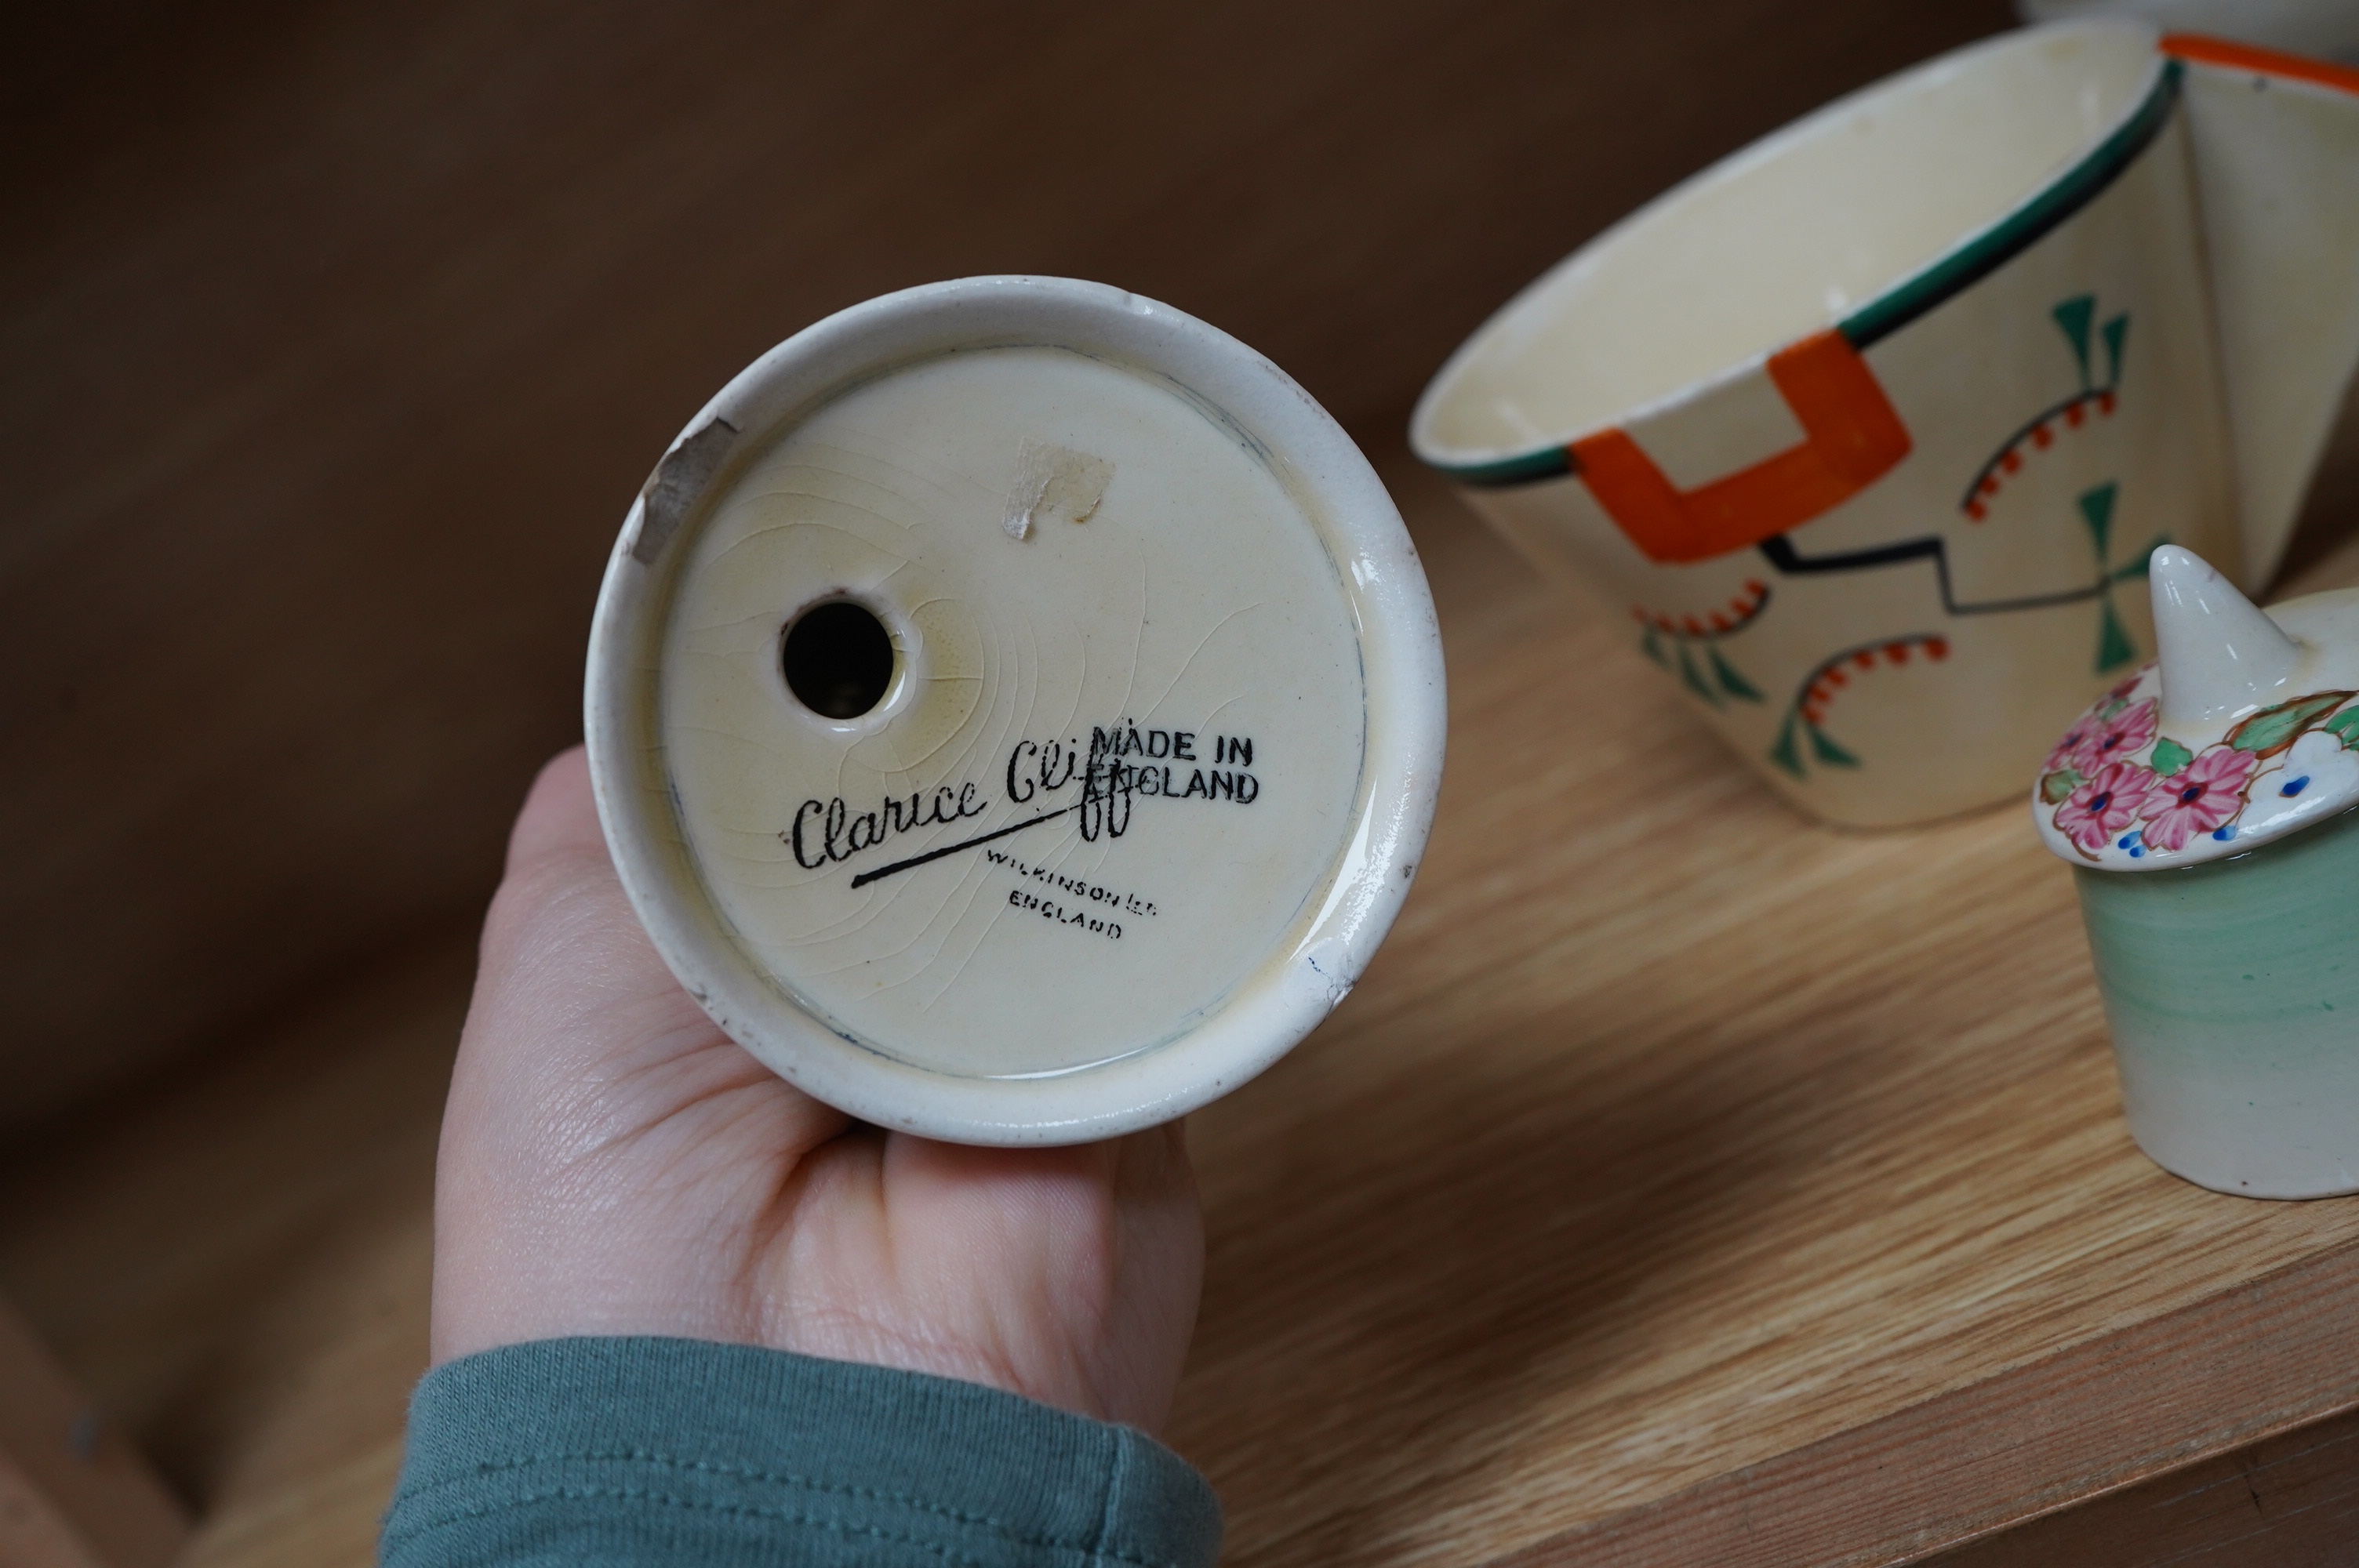 Clarice Cliff
MADE IN
ENGLAND
WILKINSON LTD
ENGLAND